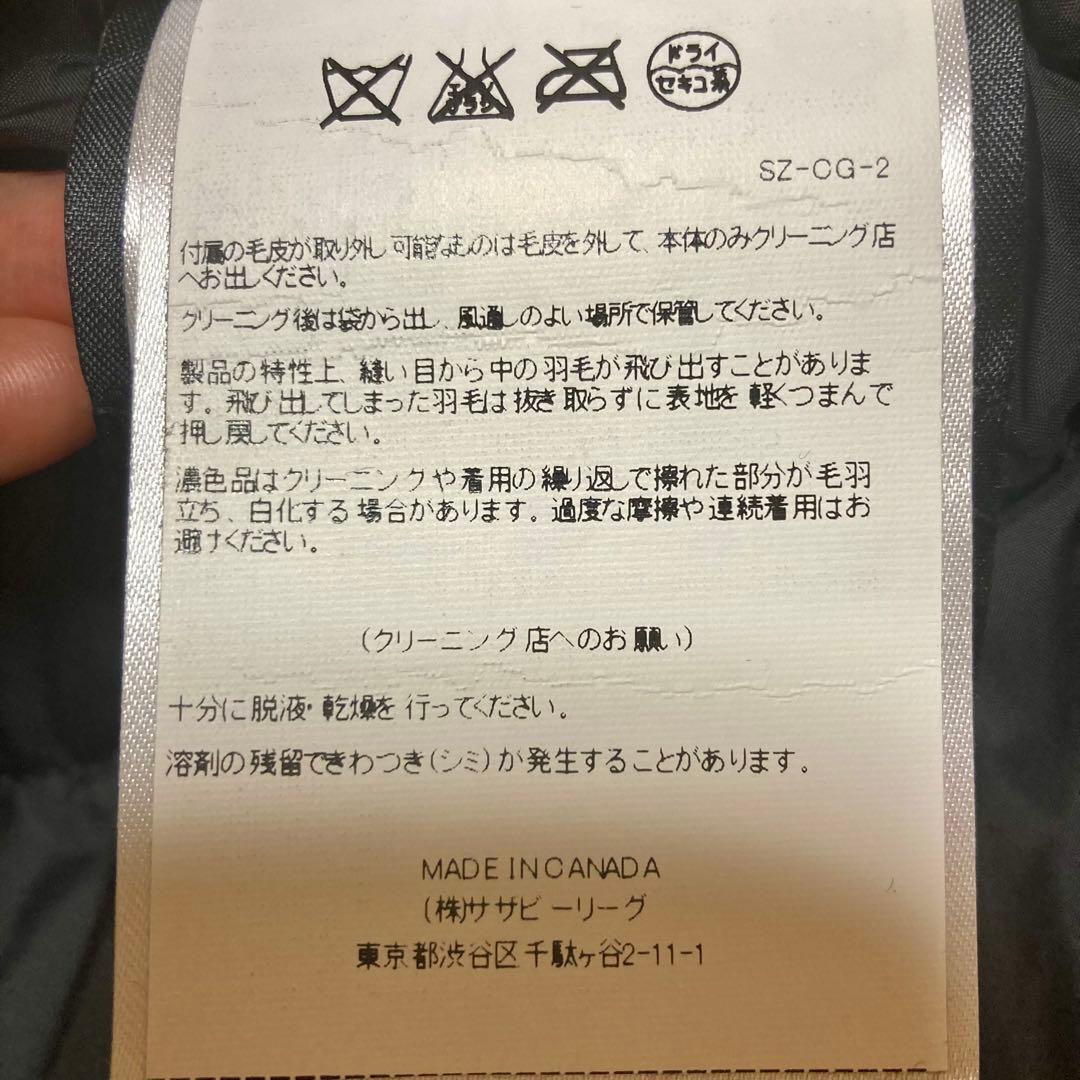 エンソ
サラシ
ドライ
セキユ系
SZ-CG-2
付属の毛皮が取り外し可能なものは毛皮を外して、本体のみクリーニング店
へお出しください。
クリーニング後は袋から出し、風通しのよい場所で保管してください。
製品の特性上、縫い目から中の羽毛が飛び出すことがありま
す。飛び出してしまった羽毛は抜き取らずに表地を軽くつまんで
押し戻してください。
濃色品はクリーニングや着用の繰り返しで擦れた部分が毛羽
立ち、白化する場合があります。過度な摩擦や連続着用はお
避けください。
(クリーニング店へのお願い)
十分に脱液・乾燥を行ってください。
溶剤の残留できわつき(シミ)が発生することがあります。
MADE IN CANADA
(株)サザビーリーグ
東京都渋谷区千駄ヶ谷2-11-1